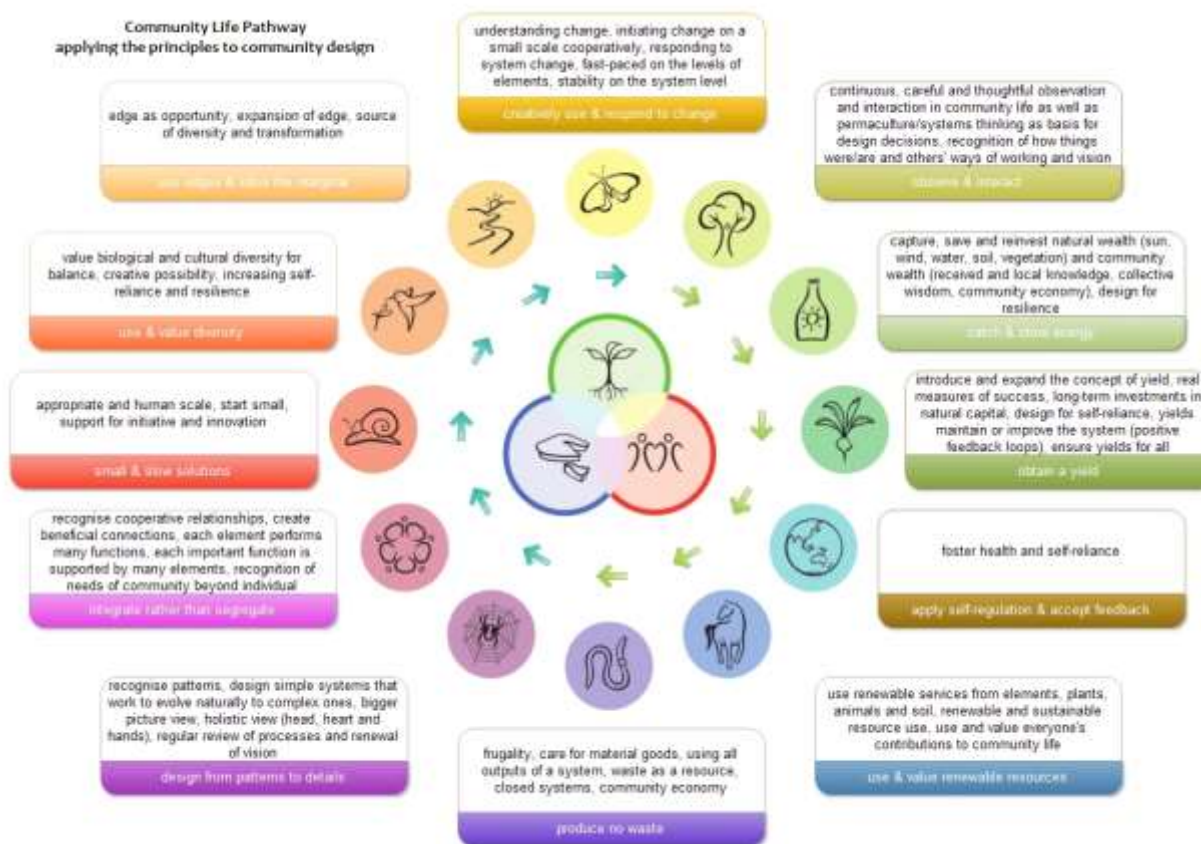 Community Life Pathway
applying the principles to community design
understanding change, initiating change on a
small scale cooperatively, responding to
system change, fast-paced on the levels of
elements, stability on the system level
creatively use & respond to change
continuous, careful and thoughtful observation
and interaction in community life as well as
permaculture/systems thinking as basis for
design decisions, recognition of how things
were/are and others' ways of working and vision
observe & interact
capture, save and reinvest natural wealth (sun,
wind, water, soil, vegetation) and community
wealth (received and local knowledge, collective
wisdom, community economy), design for
resilience
catch & store energy
introduce and expand the concept of yield, real
measures of success, long-term investments in
natural capital, design for self-reliance, yields
maintain or improve the system (positive
feedback loops), ensure yields for all
obtain a yield
foster health and self-reliance
apply self-regulation & accept feedback
use renewable services from elements, plants,
animals and soil, renewable and sustainable
resource use, use and value everyone's
contributions to community life
use & value renewable resources
frugality, care for material goods, using all
outputs of a system, waste as a resource,
closed systems, community economy
produce no waste
recognise patterns, design simple systems that
work to evolve naturally to complex ones, bigger
picture view, holistic view (head, heart and
hands), regular review of processes and renewal
of vision
design from patterns to details
recognise cooperative relationships, create
beneficial connections, each element performs
many functions, each important function is
supported by many elements, recognition of
needs of community beyond individual
integrate rather than segregate
appropriate and human scale, start small,
support for initiative and innovation
small & slow solutions
value biological and cultural diversity for
balance, creative possibility, increasing self-
reliance and resilience
use & value diversity
edge as opportunity, expansion of edge, source
of diversity and transformation
use edges & value the marginal